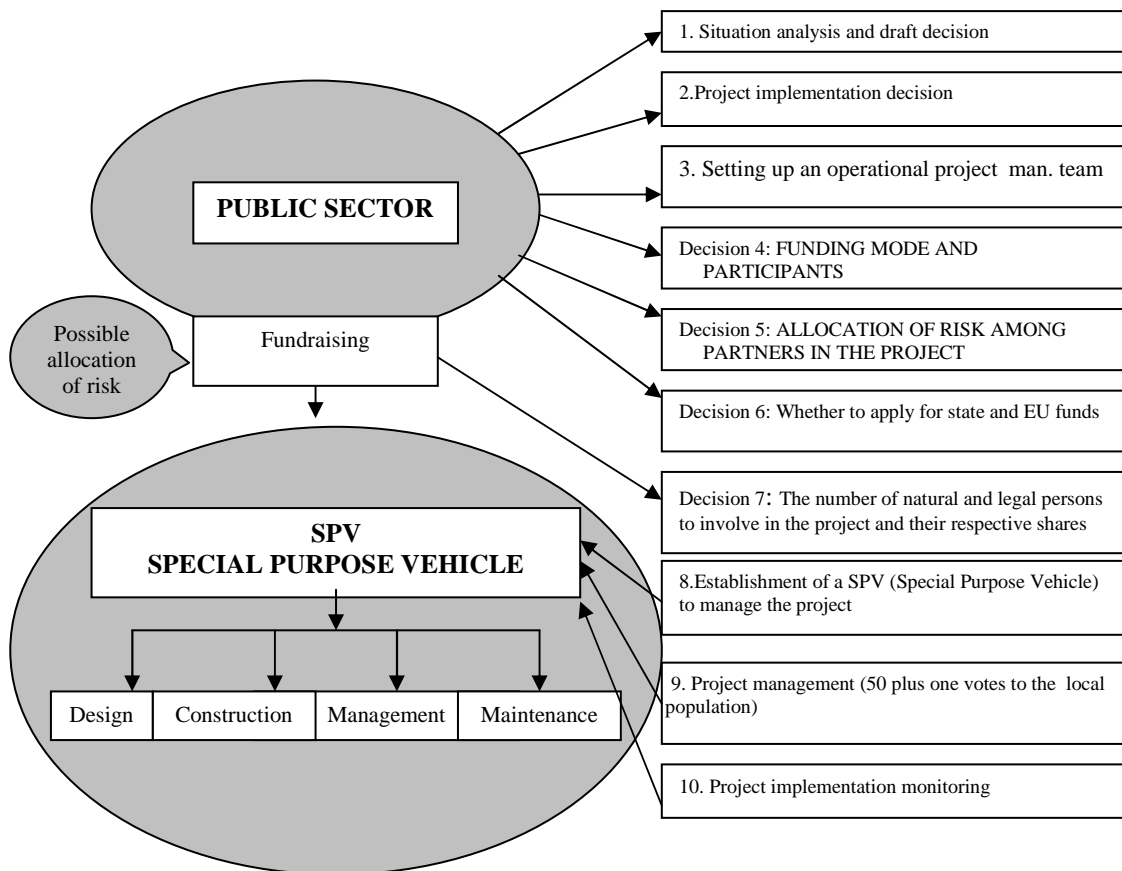 1. Situation analysis and draft decision
2.Project implementation decision
3. Setting up an operational project man. team
PUBLIC SECTOR
Decision 4: FUNDING MODE AND
PARTICIPANTS
Decision 5: ALLOCATION OF RISK AMONG
PARTNERS IN THE PROJECT
Possible
allocation
of risk
Fundraising
Decision 6: Whether to apply for state and EU funds
Decision 7: The number of natural and legal persons
to involve in the project and their respective shares
SPV
SPECIAL PURPOSE VEHICLE
8.Establishment of a SPV (Special Purpose Vehicle)
to manage the project
9. Project management (50 plus one votes to the local
population)
Design
Construction
Management
Maintenance
10. Project implementation monitoring